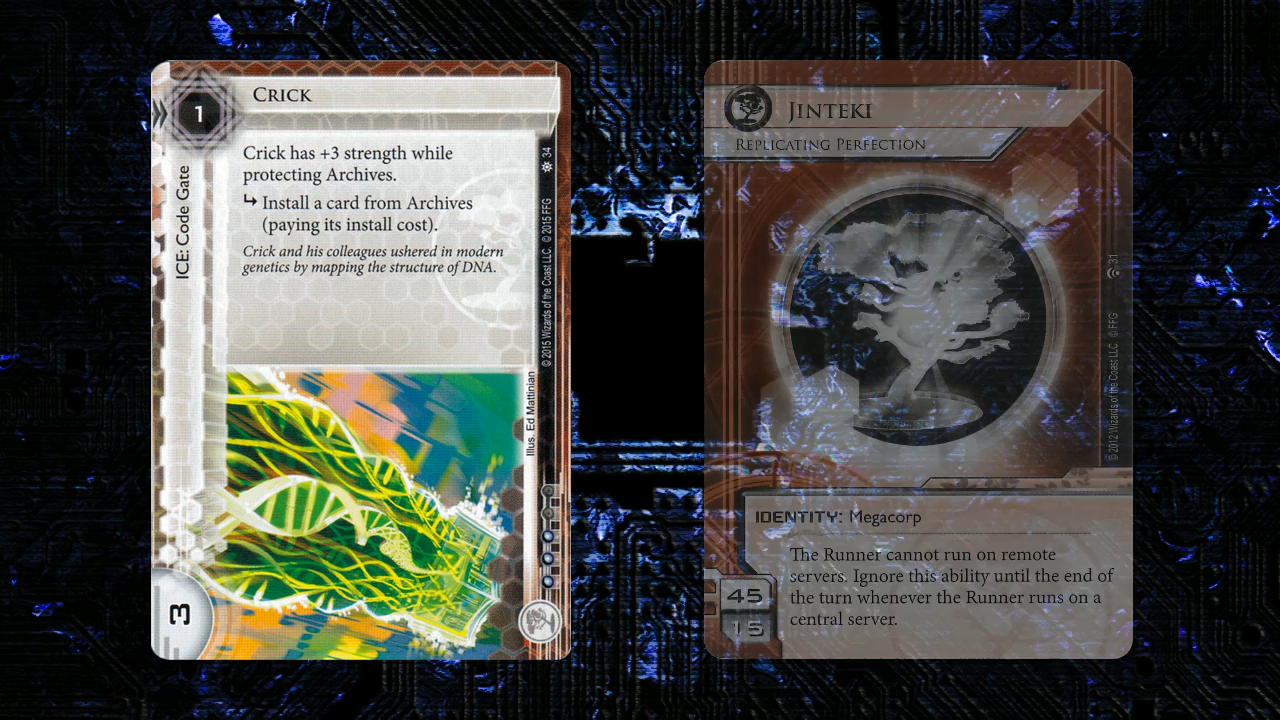 1
CRICK
Crick has +3 strength while
protecting Archives.
↳ Install a card from Archives
(paying its install cost).
Crick and his colleagues ushered in modern
genetics by mapping the structure of DNA.
ICE: Code Gate
3
34
© 2015 Wizards of the Coast LLC. © 2015 FFG
Illus. Ed Mattinian
JINTEKI
REPLICATING PERFECTION
31
© 2012 Wizards of the Coast LLC. © FFG
IDENTITY: Megacorp
The Runner cannot run on remote
servers. Ignore this ability until the end of
the turn whenever the Runner runs on a
central server.
45
15